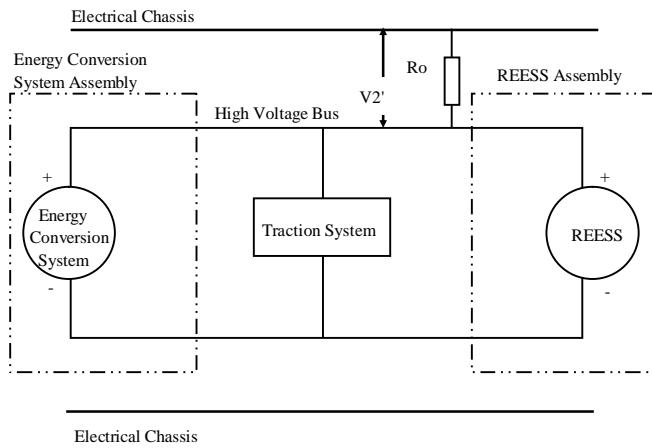 Electrical Chassis
Energy Conversion
System Assembly
Ro
REESS Assembly
V2'
High Voltage Bus
+
+
Energy
Conversion
System
Traction System
REESS
-
-
Electrical Chassis